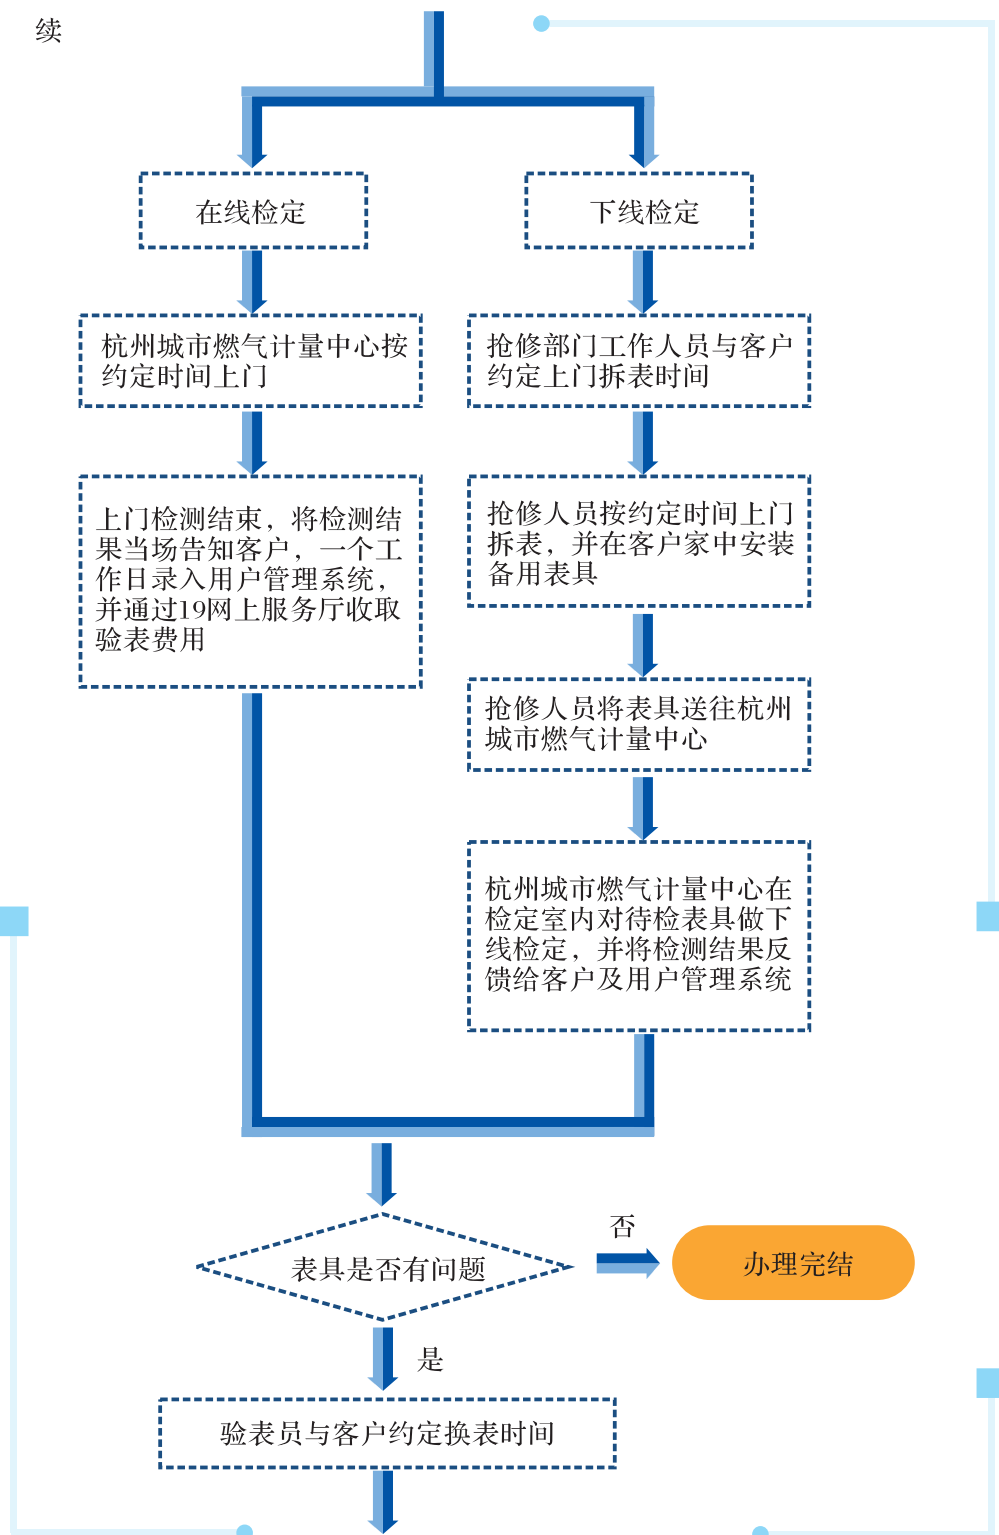 续
在线检定
下线检定
杭州城市燃气计量中心按
约定时间上门
抢修部门工作人员与客户
约定上门拆表时间
上门检测结束，将检测结
果当场告知客户，一个工
作日录入用户管理系统，
并通过19网上服务厅收取
验表费用
抢修人员按约定时间上门
拆表，并在客户家中安装
备用表具
抢修人员将表具送往杭州
城市燃气计量中心
杭州城市燃气计量中心在
检定室内对待检表具做下
线检定，并将检测结果反
馈给客户及用户管理系统
表具是否有问题
否
办理完结
是
验表员与客户约定换表时间